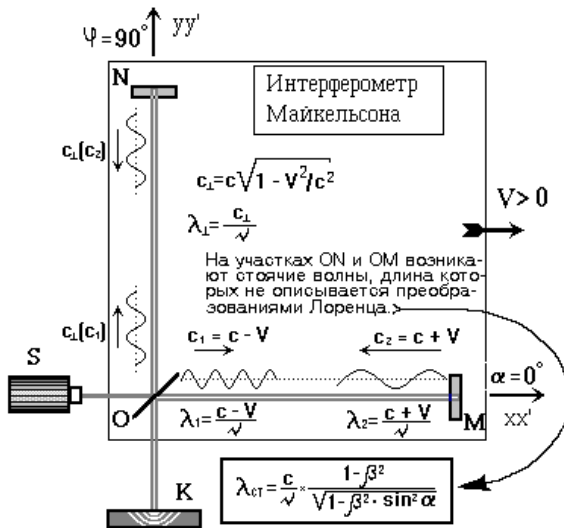 φ = 90° yy'
N
Интерферометр
Майкельсона
c⊥(c₂)
c⊥=c√1 - V²/c²
V > 0
λ⊥=c⊥/ν
На участках ON и OM возника-
ют стоячие волны, длина кото-
рых не описывается преобра-
зованиями Лоренца.
c⊥(c₁)
c₁ = c - V
c₂ = c + V
S
α = 0°
O
λ₁=c - V/ν
λ₂=c + V/ν
M
xx'
K
λст=c/ν × 1-β²/√1-β²·sin²α